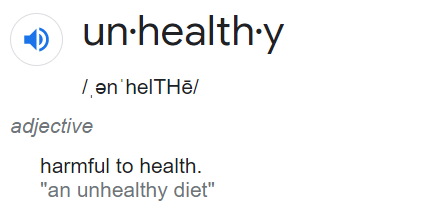 un·health·y
/ˌənˈhelTHē/
adjective
harmful to health.
"an unhealthy diet"